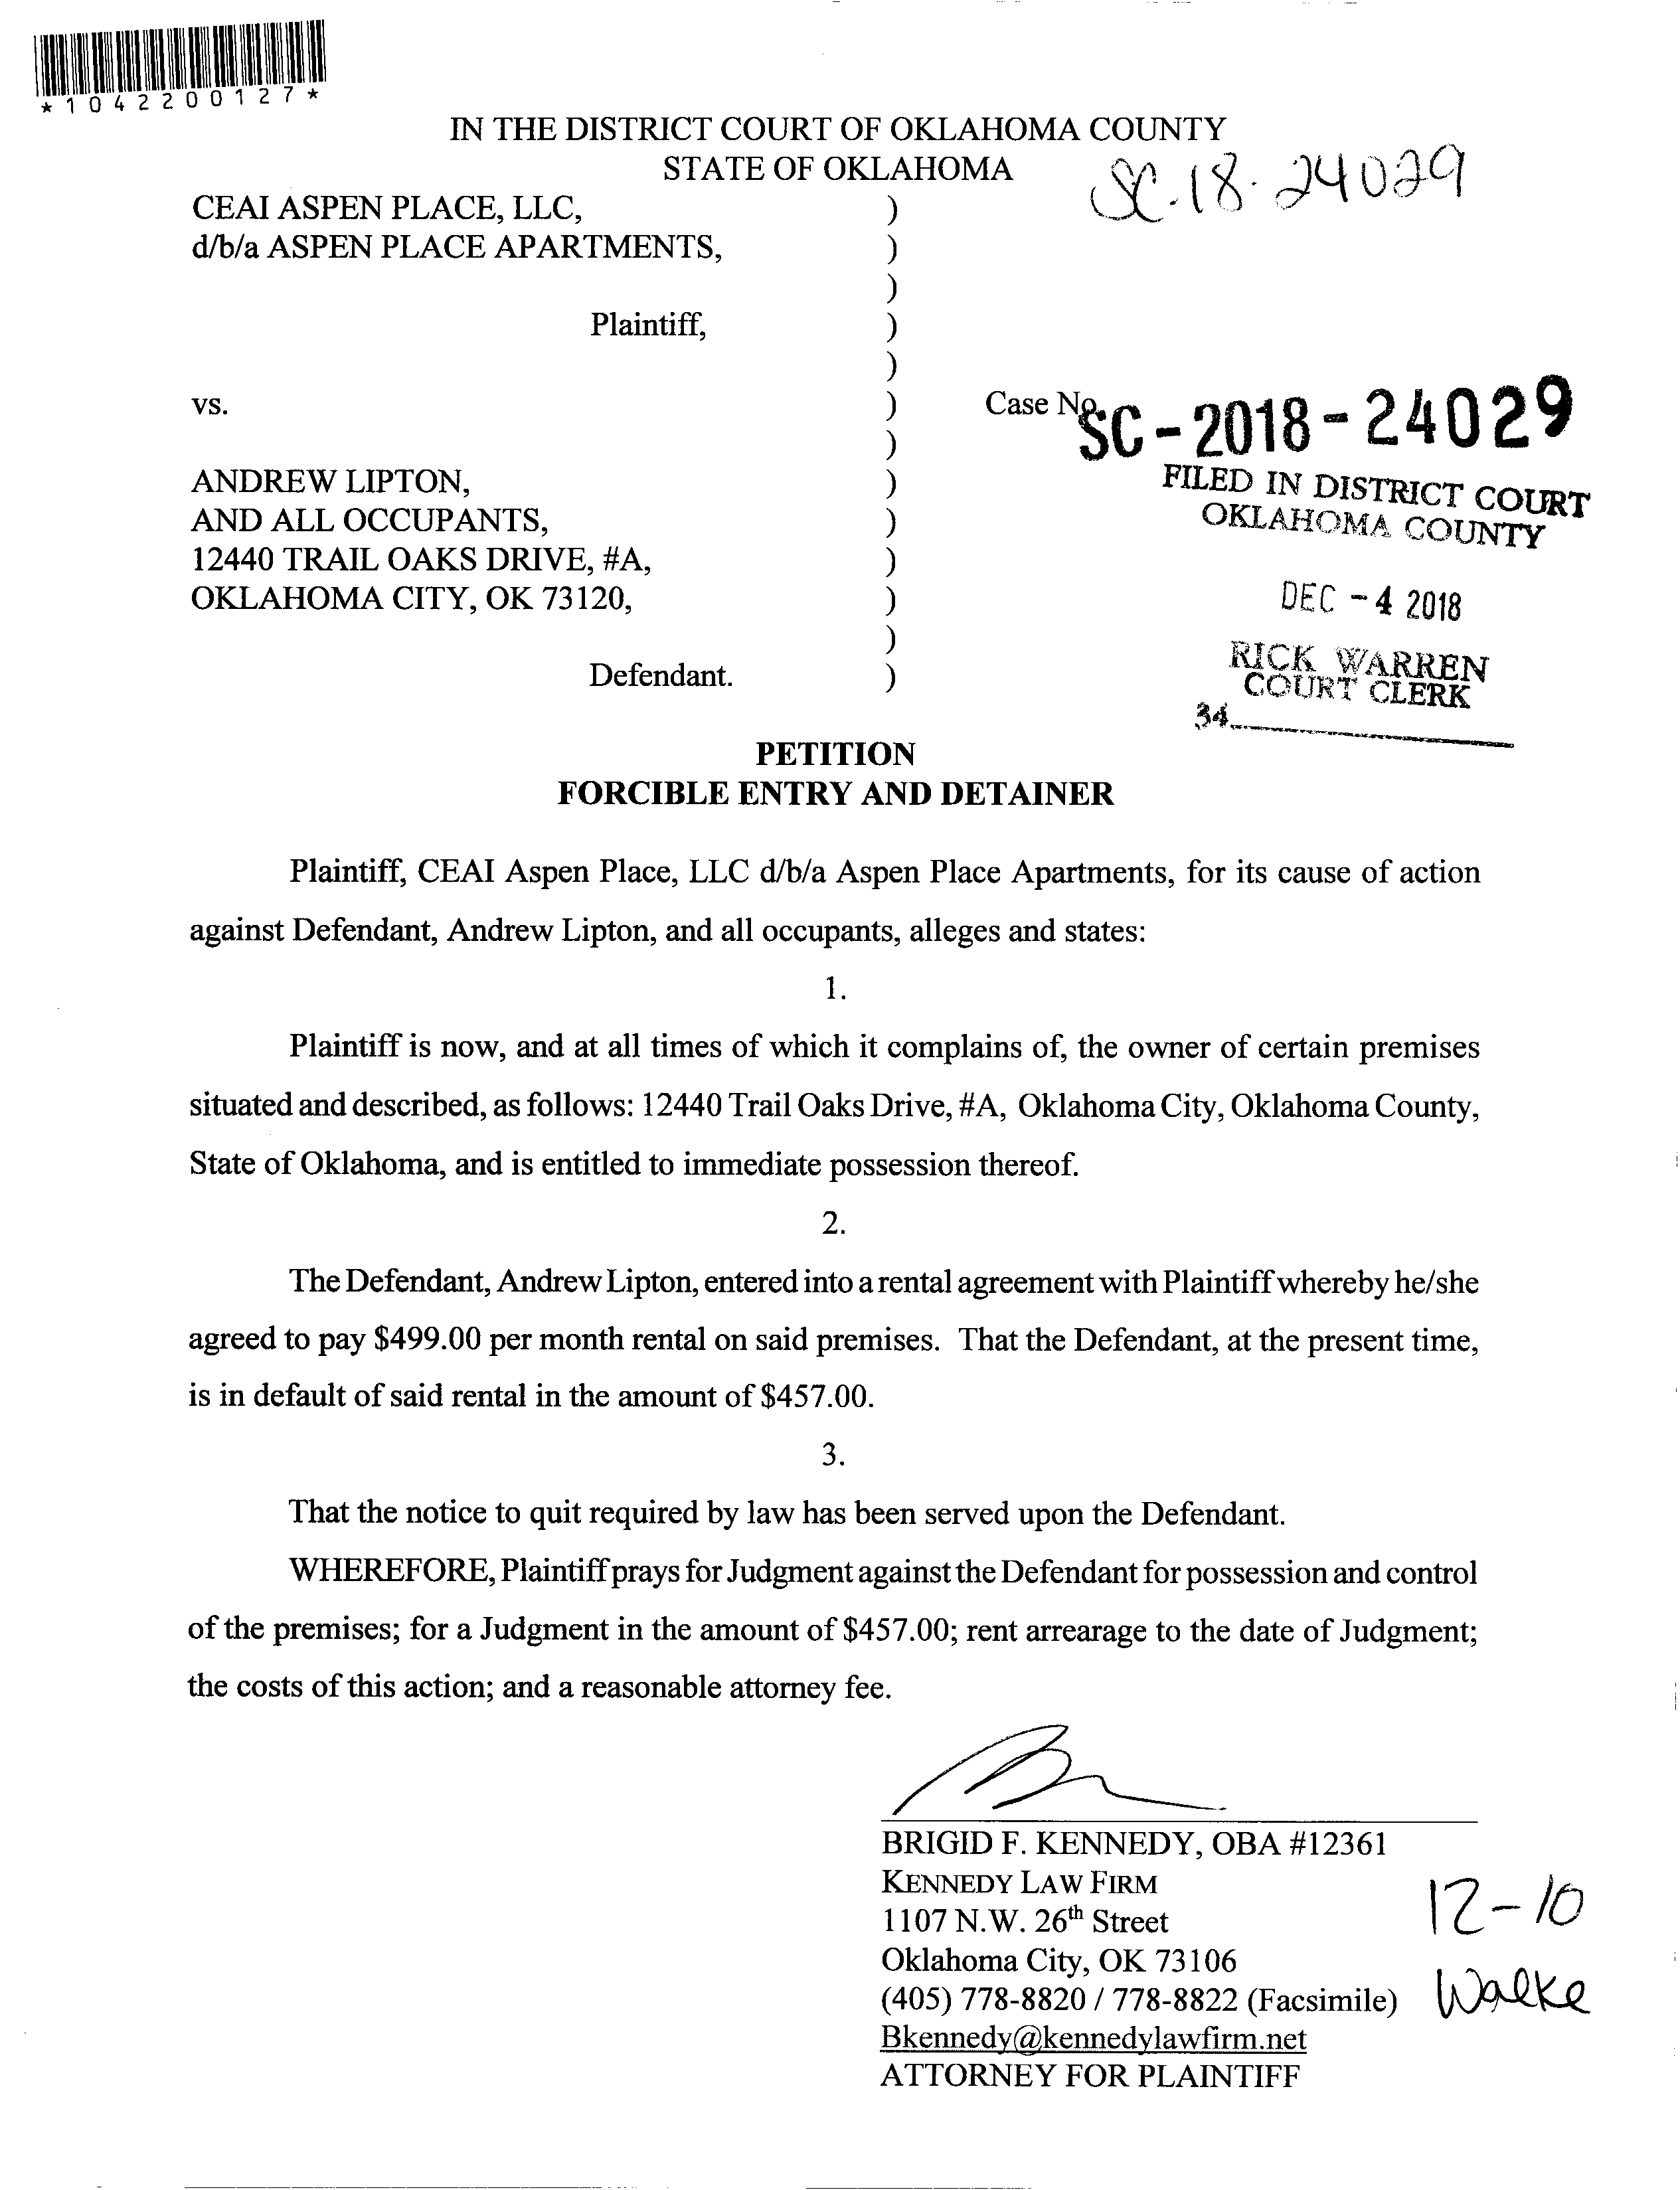 *1042200127*
IN THE DISTRICT COURT OF OKLAHOMA COUNTY
STATE OF OKLAHOMA
SC-18-24029
CEAI ASPEN PLACE, LLC, )
d/b/a ASPEN PLACE APARTMENTS, )
)
Plaintiff, )
)
vs. ) Case No. SC-2018-24029
)
ANDREW LIPTON, )
AND ALL OCCUPANTS, )
12440 TRAIL OAKS DRIVE, #A, )
OKLAHOMA CITY, OK 73120, )
)
Defendant. )
FILED IN DISTRICT COURT
OKLAHOMA COUNTY
DEC -4 2018
RICK WARREN
COURT CLERK
34
PETITION
FORCIBLE ENTRY AND DETAINER
Plaintiff, CEAI Aspen Place, LLC d/b/a Aspen Place Apartments, for its cause of action
against Defendant, Andrew Lipton, and all occupants, alleges and states:
1.
Plaintiff is now, and at all times of which it complains of, the owner of certain premises
situated and described, as follows: 12440 Trail Oaks Drive, #A, Oklahoma City, Oklahoma County,
State of Oklahoma, and is entitled to immediate possession thereof.
2.
The Defendant, Andrew Lipton, entered into a rental agreement with Plaintiff whereby he/she
agreed to pay $499.00 per month rental on said premises. That the Defendant, at the present time,
is in default of said rental in the amount of $457.00.
3.
That the notice to quit required by law has been served upon the Defendant.
WHEREFORE, Plaintiff prays for Judgment against the Defendant for possession and control
of the premises; for a Judgment in the amount of $457.00; rent arrearage to the date of Judgment;
the costs of this action; and a reasonable attorney fee.
BRIGID F. KENNEDY, OBA #12361
KENNEDY LAW FIRM
1107 N.W. 26th Street
Oklahoma City, OK 73106
(405) 778-8820 / 778-8822 (Facsimile)
Bkennedy@kennedylawfirm.net
ATTORNEY FOR PLAINTIFF
12-10
Walke